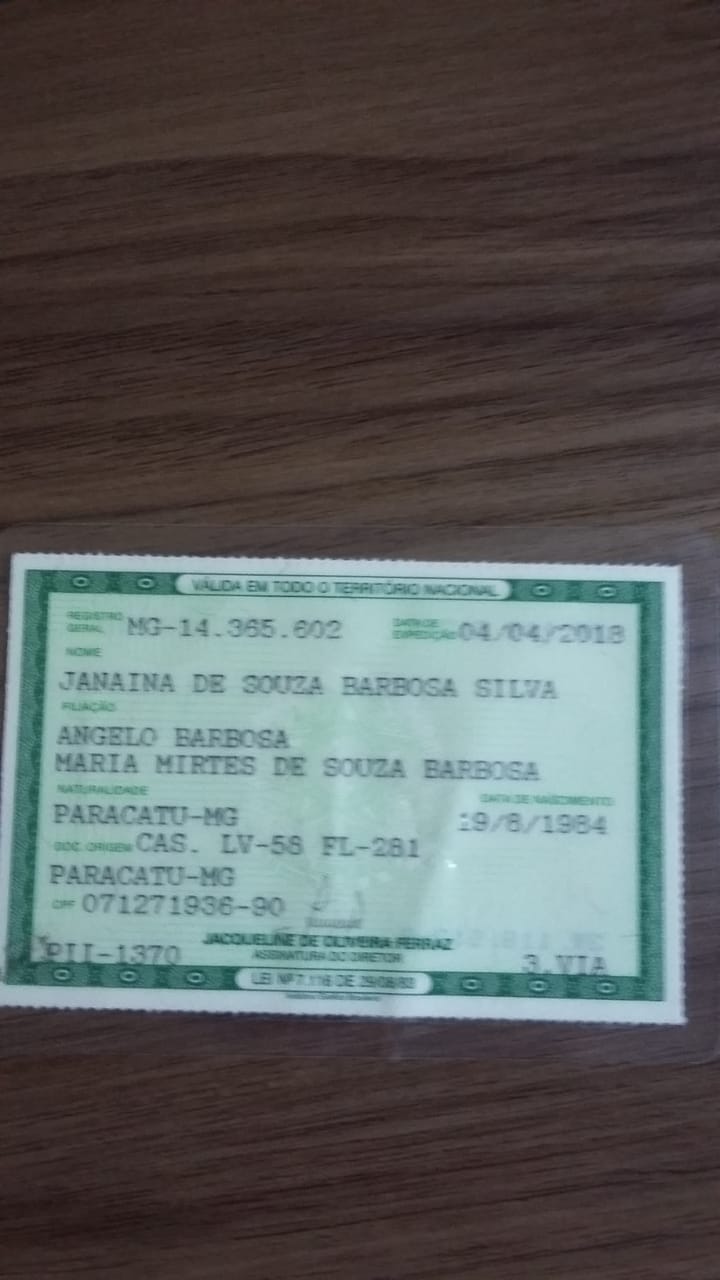 VÁLIDA EM TODO O TERRITÓRIO NACIONAL
REGISTRO GERAL MG-14.365.602 DATA DE EXPEDIÇÃO 04/04/2018
NOME
JANAINA DE SOUZA BARBOSA SILVA
FILIAÇÃO
ANGELO BARBOSA
MARIA MIRTES DE SOUZA BARBOSA
NATURALIDADE DATA DE NASCIMENTO
PARACATU-MG 19/8/1984
DOC. ORIGEM CAS. LV-58 FL-281
PARACATU-MG
CPF 071271936-90
JACQUELINE DE OLIVEIRA FERRAZ
PII-1370 ASSINATURA DO DIRETOR 3.VIA
LEI Nº 7.116 DE 29/08/83